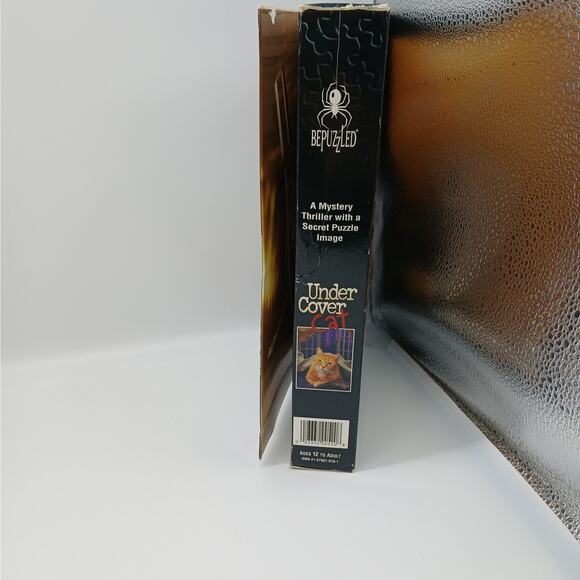 BEPUZZLED
A Mystery
Thriller with a
Secret Puzzle
Image
Under
Cover
Cat
AGES 12 TO ADULT